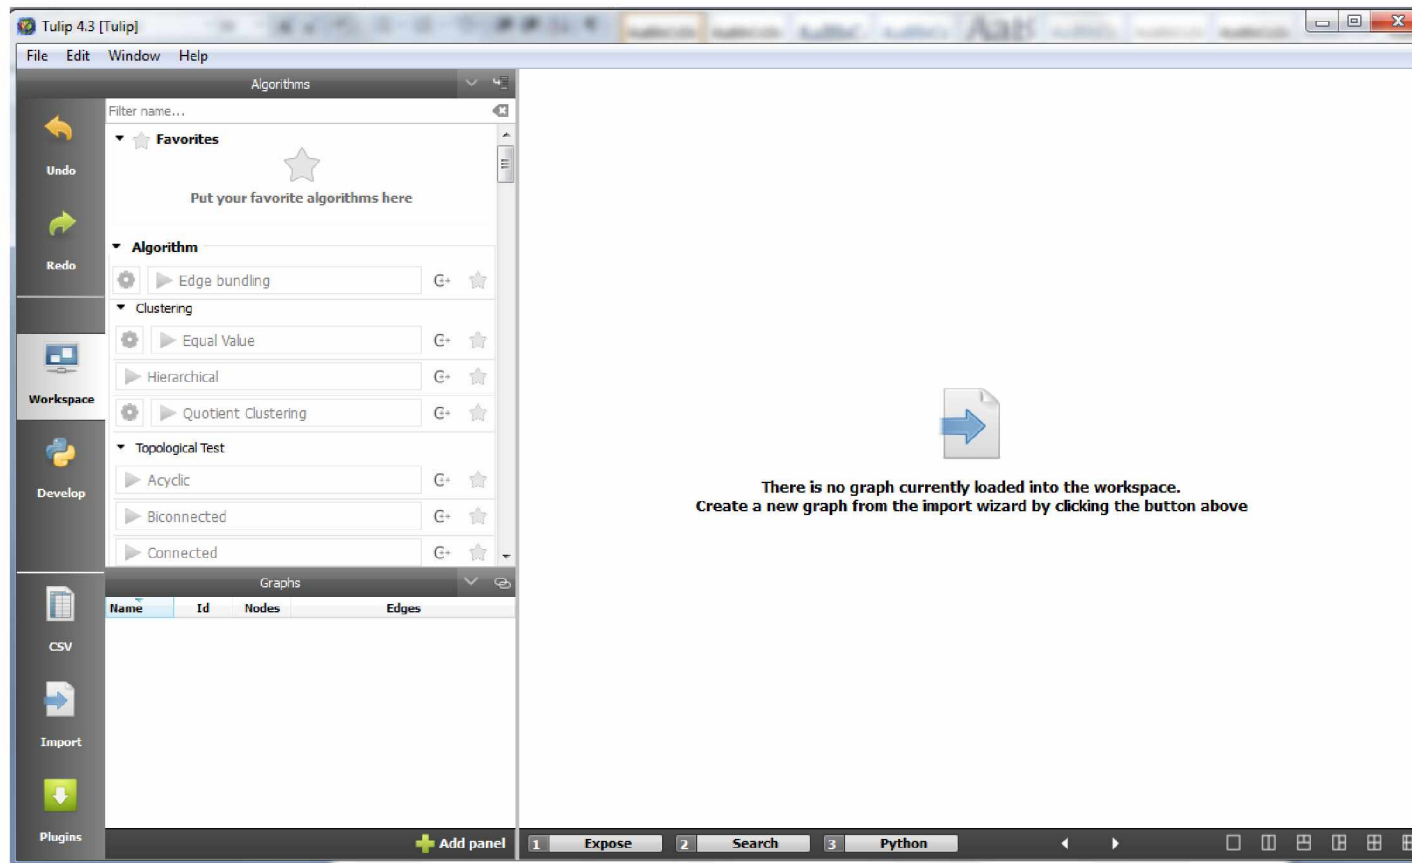 Tulip 4.3 [Tulip]
File Edit Window Help
Algorithms
Filter name...
Undo
Redo
Workspace
Develop
CSV
Import
Plugins
Favorites
Put your favorite algorithms here
Algorithm
Edge bundling
Clustering
Equal Value
Hierarchical
Quotient Clustering
Topological Test
Acyclic
Biconnected
Connected
Graphs
Name Id Nodes Edges
Add panel
There is no graph currently loaded into the workspace.
Create a new graph from the import wizard by clicking the button above
1 Expose 2 Search 3 Python